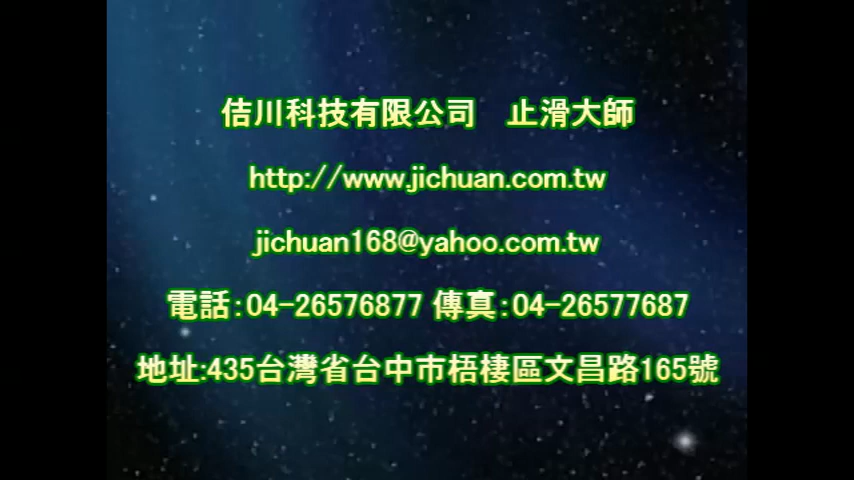 佶川科技有限公司　止滑大師
http://www.jichuan.com.tw
jichuan168@yahoo.com.tw
電話:04-26576877 傳真:04-26577687
地址:435台灣省台中市梧棲區文昌路165號